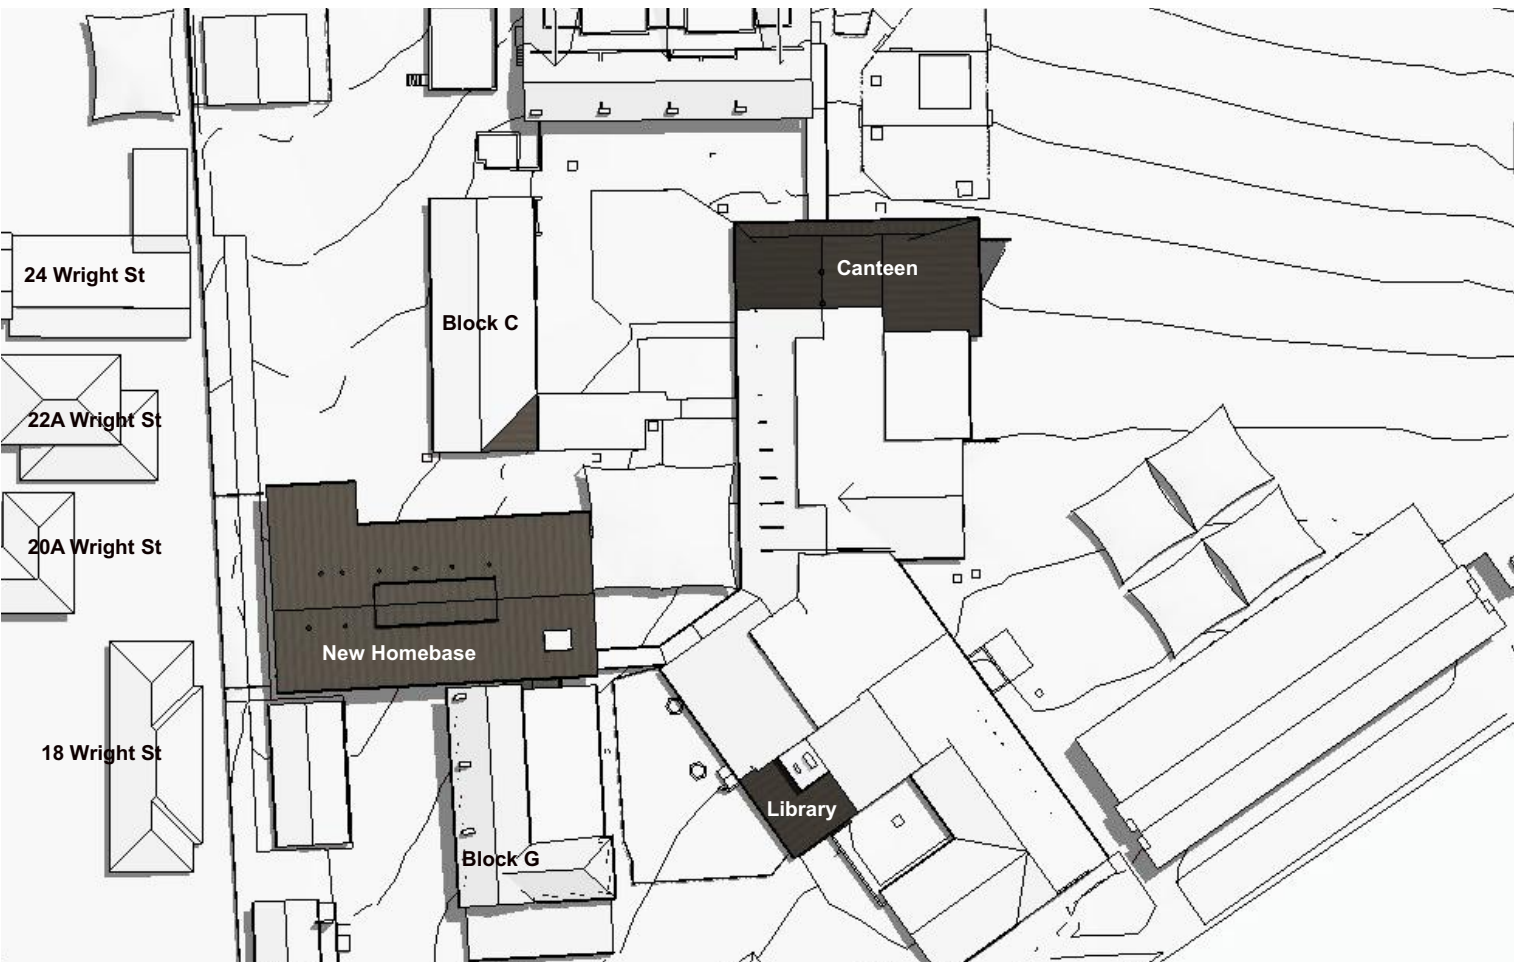 Canteen
24 Wright St
Block C
22A Wright St
20A Wright St
New Homebase
18 Wright St
Library
Block G